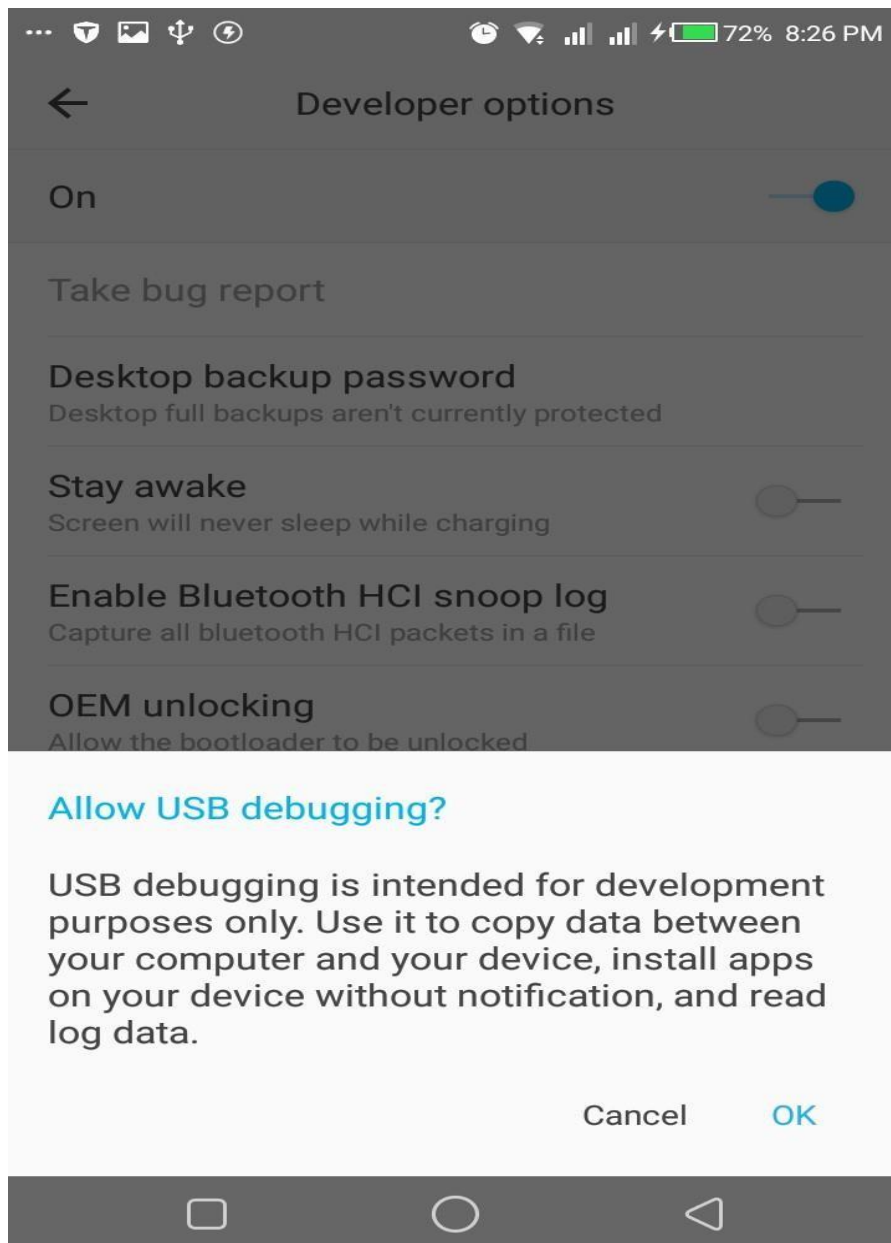 ... 72% 8:26 PM
Developer options
On
Take bug report
Desktop backup password
Desktop full backups aren't currently protected
Stay awake
Screen will never sleep while charging
Enable Bluetooth HCI snoop log
Capture all bluetooth HCI packets in a file
OEM unlocking
Allow the bootloader to be unlocked
Allow USB debugging?
USB debugging is intended for development
purposes only. Use it to copy data between
your computer and your device, install apps
on your device without notification, and read
log data.
Cancel OK